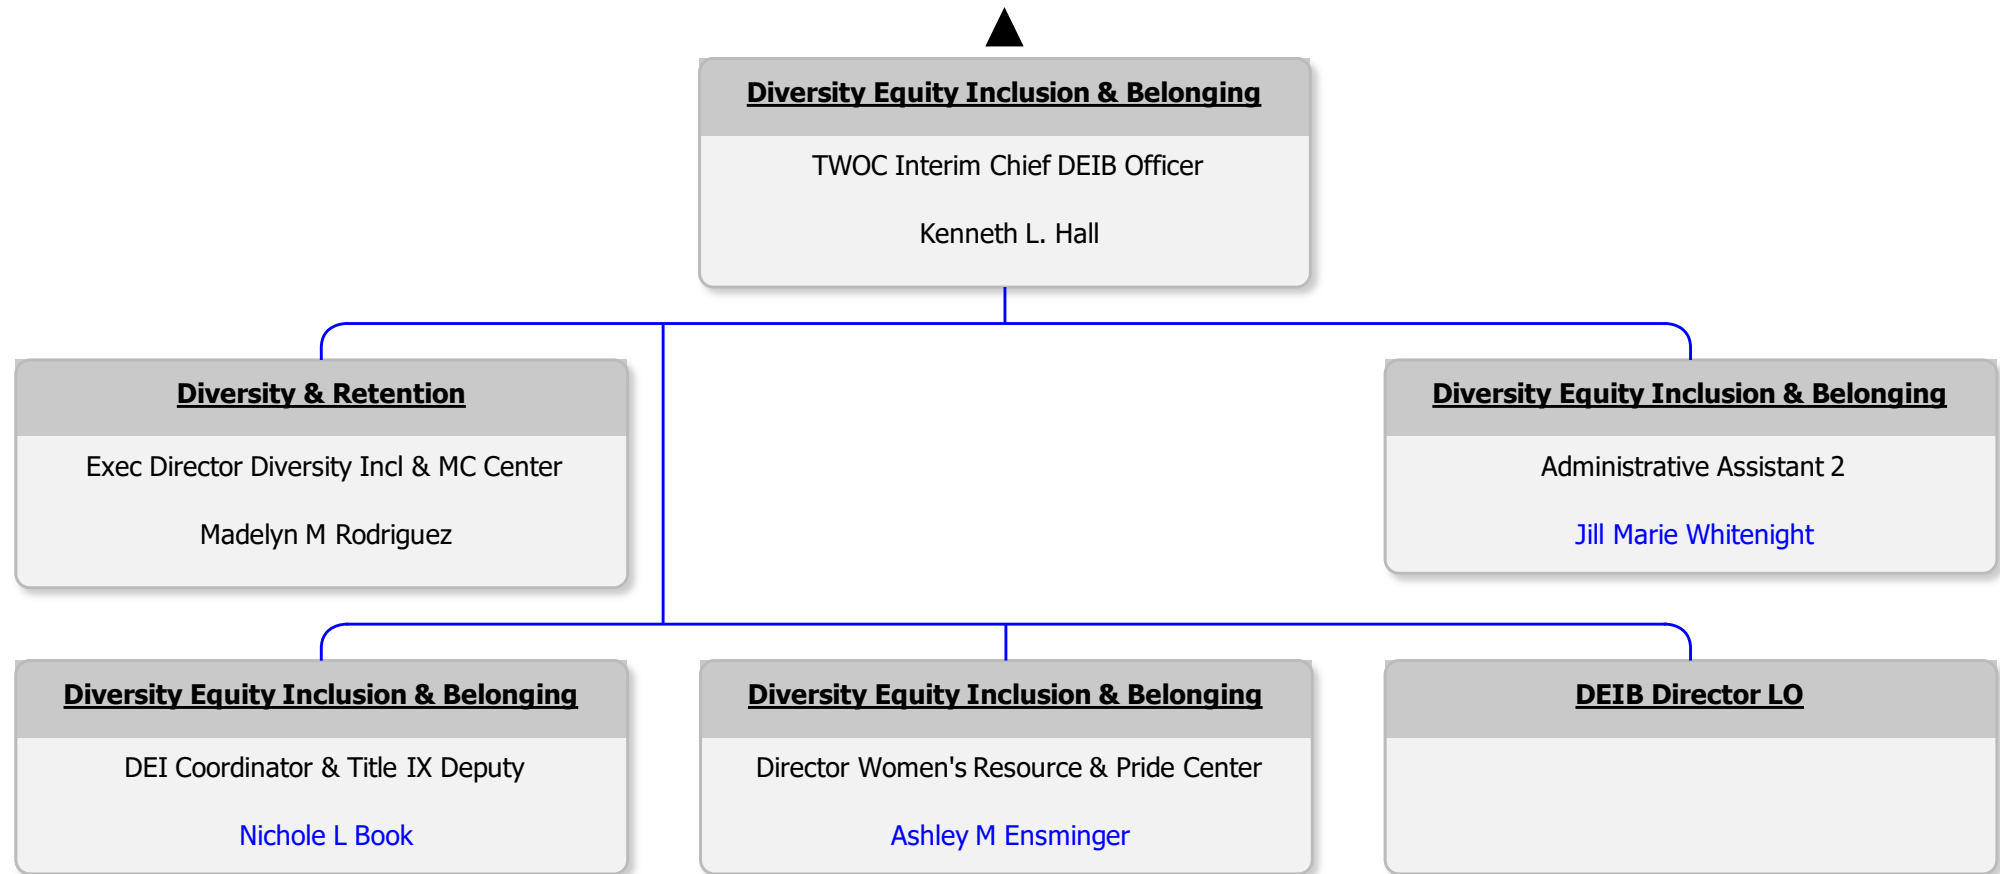 Diversity Equity Inclusion & Belonging
TWOC Interim Chief DEIB Officer
Kenneth L. Hall
Diversity & Retention
Exec Director Diversity Incl & MC Center
Madelyn M Rodriguez
Diversity Equity Inclusion & Belonging
Administrative Assistant 2
Jill Marie Whitenight
Diversity Equity Inclusion & Belonging
DEI Coordinator & Title IX Deputy
Nichole L Book
Diversity Equity Inclusion & Belonging
Director Women's Resource & Pride Center
Ashley M Ensminger
DEIB Director LO